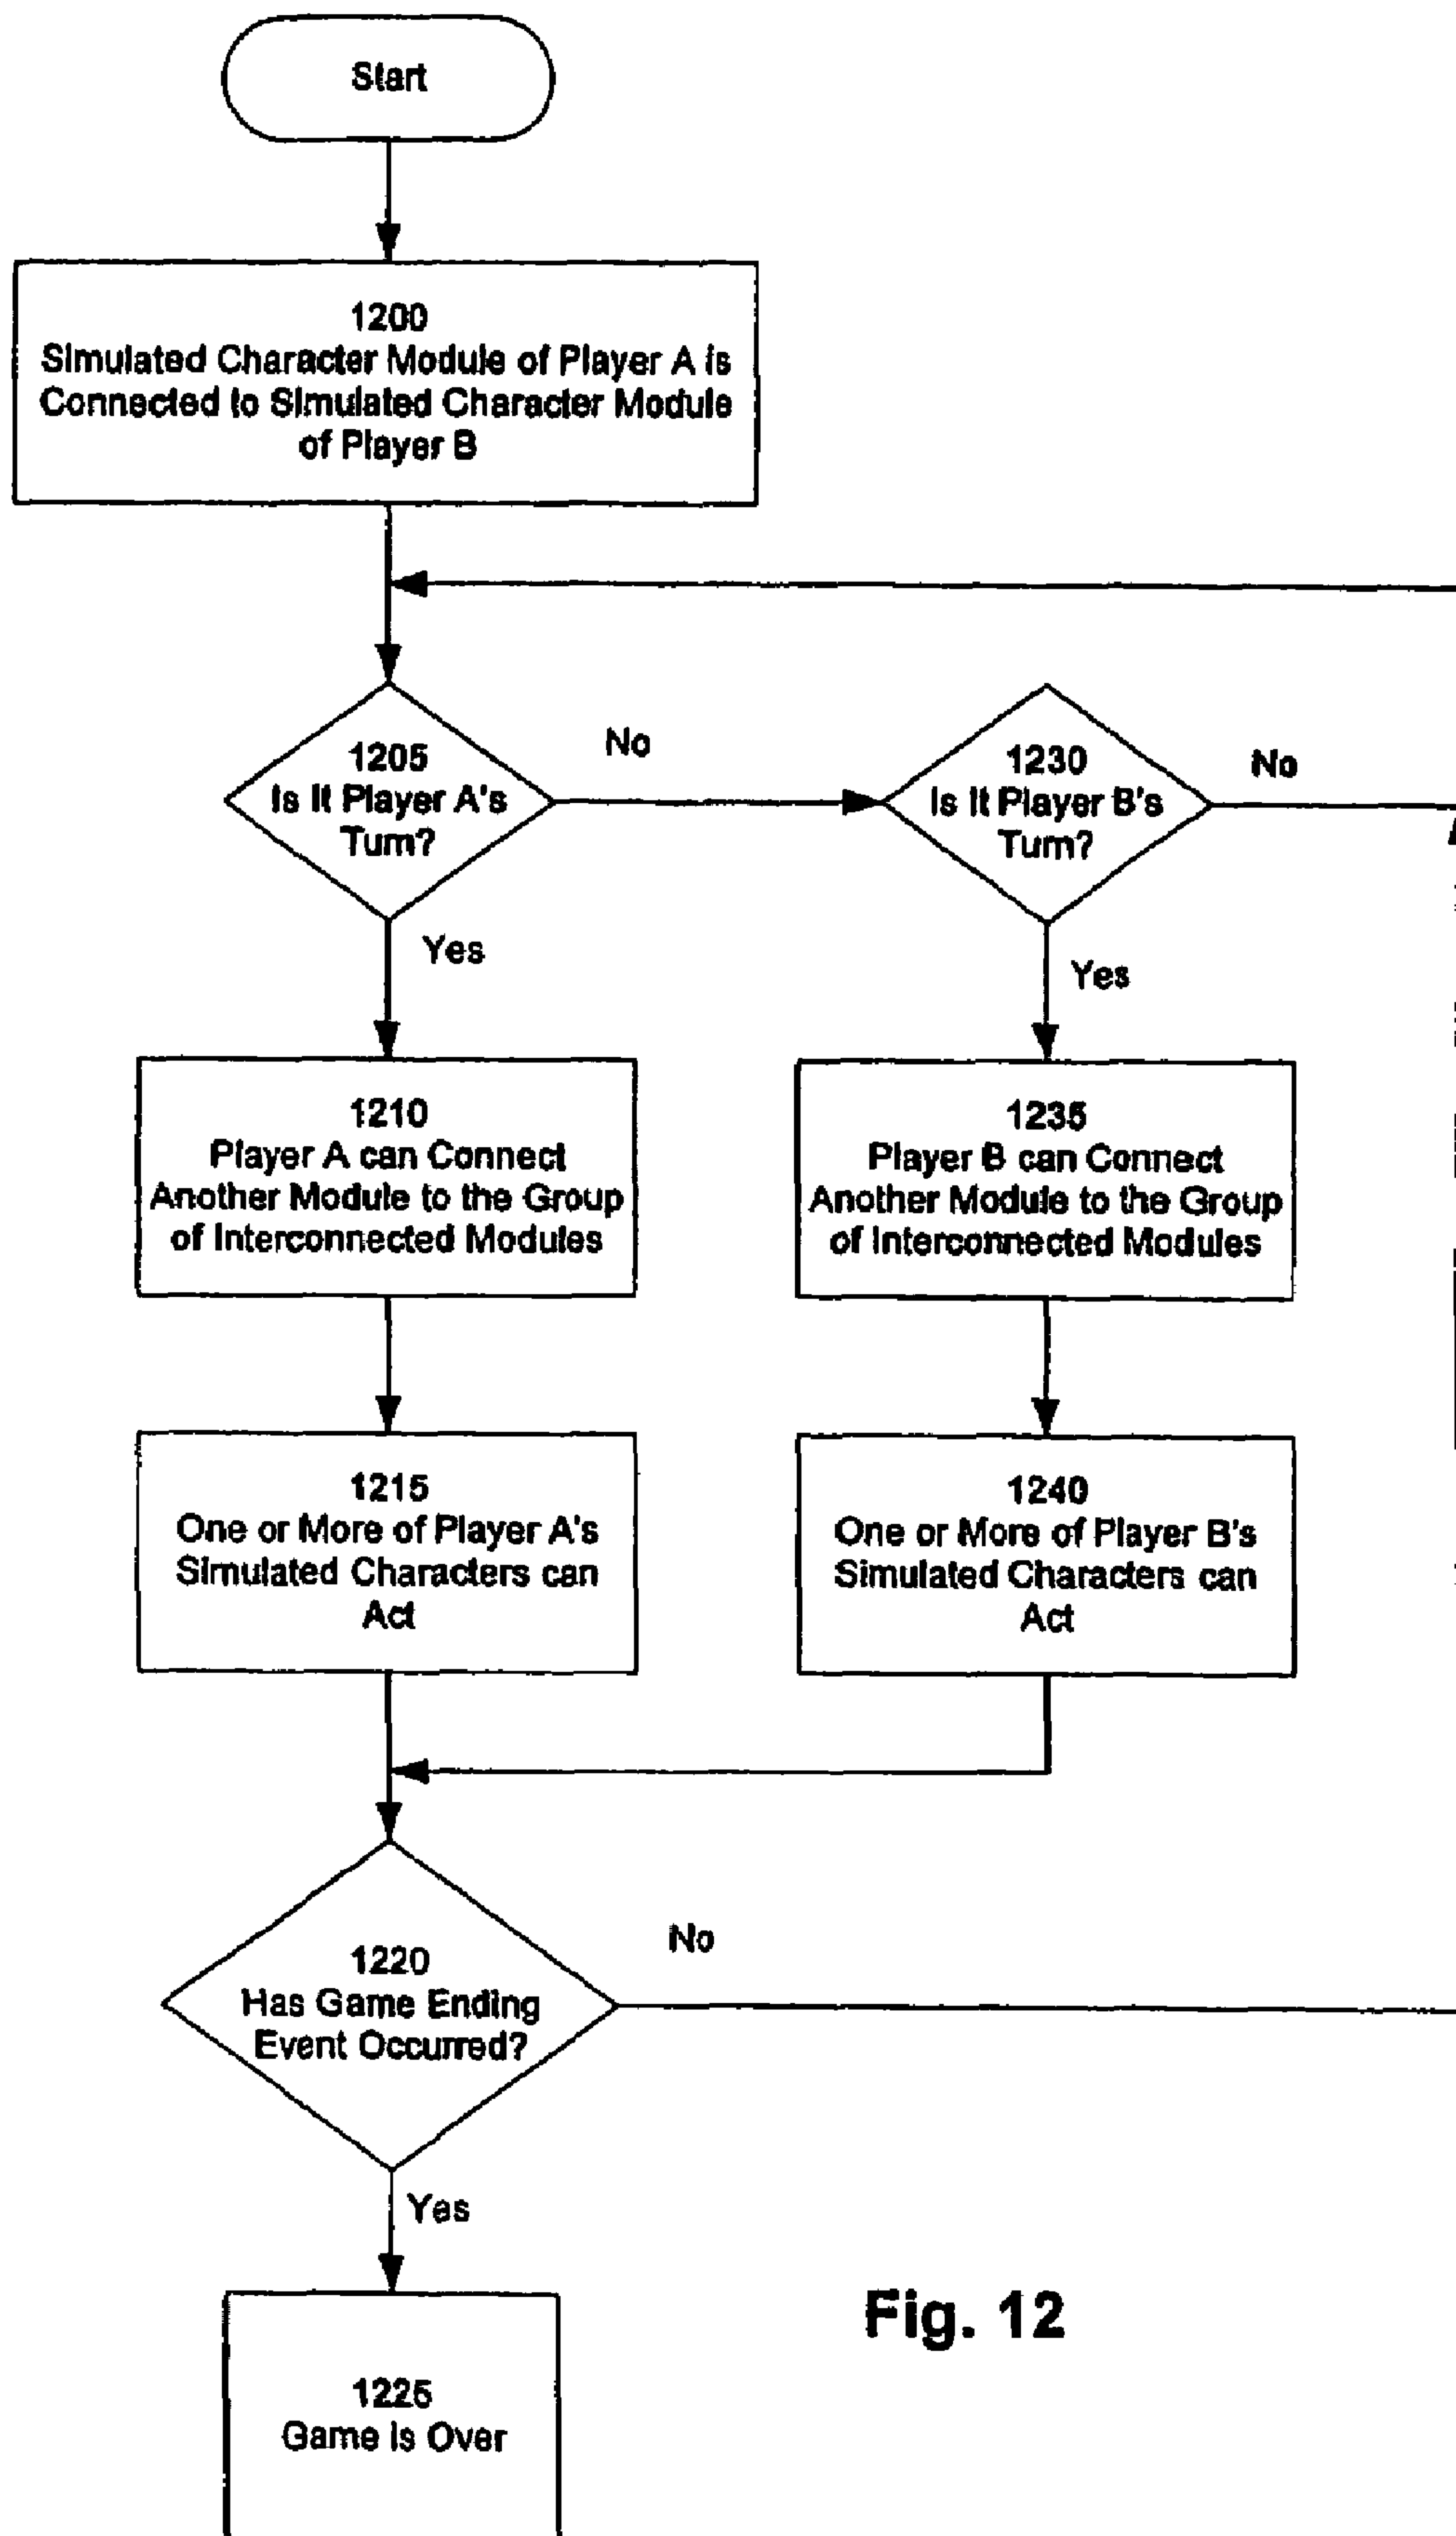 Start
1200
Simulated Character Module of Player A is
Connected to Simulated Character Module
of Player B
1205
Is It Player A's
Turn?
No
1230
Is It Player B's
Turn?
No
Yes
Yes
1210
Player A can Connect
Another Module to the Group
of Interconnected Modules
1235
Player B can Connect
Another Module to the Group
of Interconnected Modules
1215
One or More of Player A's
Simulated Characters can
Act
1240
One or More of Player B's
Simulated Characters can
Act
1220
Has Game Ending
Event Occurred?
No
Yes
1225
Game is Over
Fig. 12